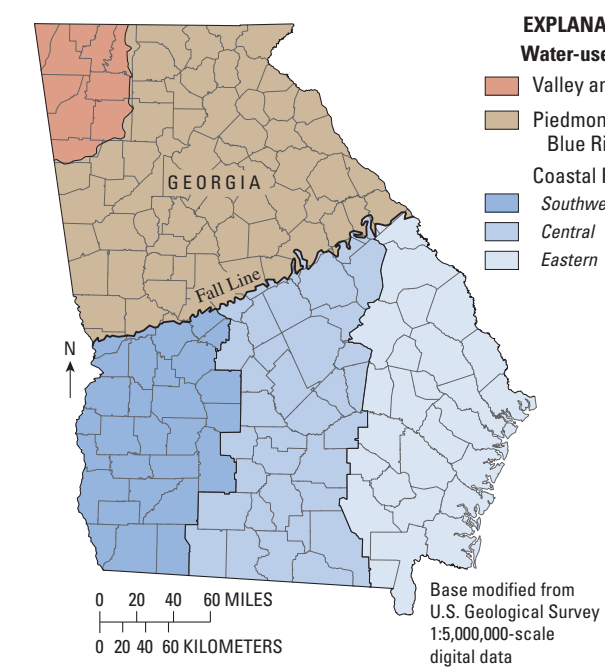 EXPLANA
Water-use
Valley an
Piedmon
Blue Ri
Coastal
Southwe
Central
Eastern
GEORGIA
Fall Line
N
0 20 40 60 MILES
0 20 40 60 KILOMETERS
Base modified from
U.S. Geological Survey
1:5,000,000-scale
digital data